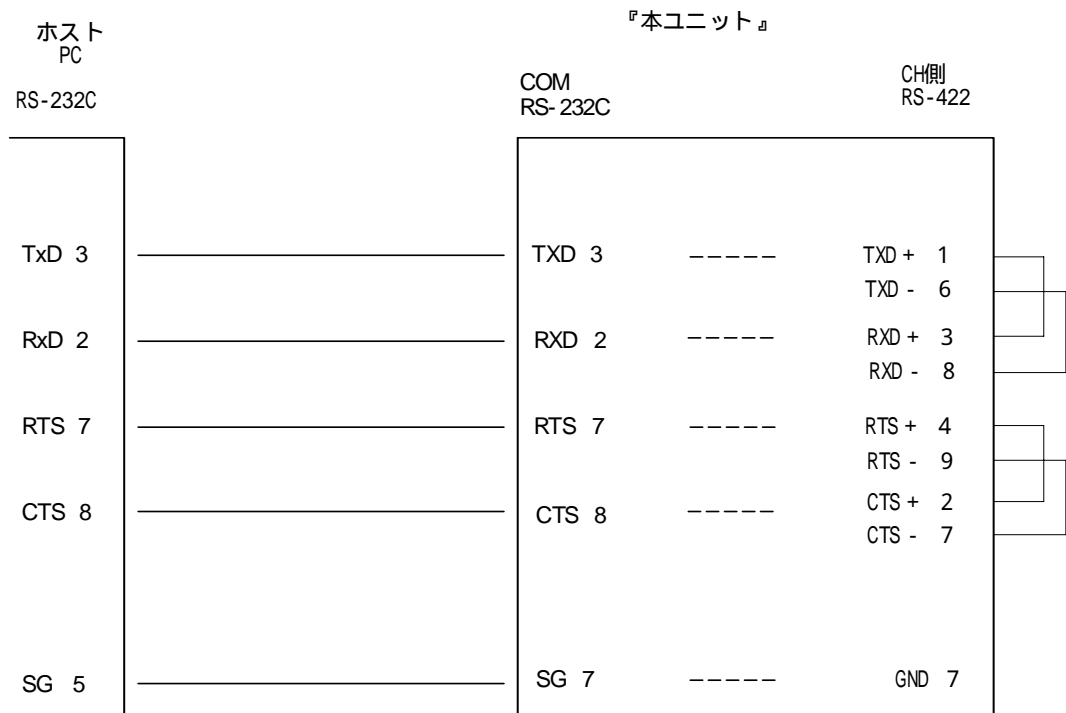 ホスト
PC
RS-232C
『本ユニット』
COM
RS-232C
CH側
RS-422
TxD 3
TXD 3
TXD + 1
TXD - 6
RxD 2
RXD 2
RXD + 3
RXD - 8
RTS 7
RTS 7
RTS + 4
RTS - 9
CTS 8
CTS 8
CTS + 2
CTS - 7
SG 5
SG 7
GND 7